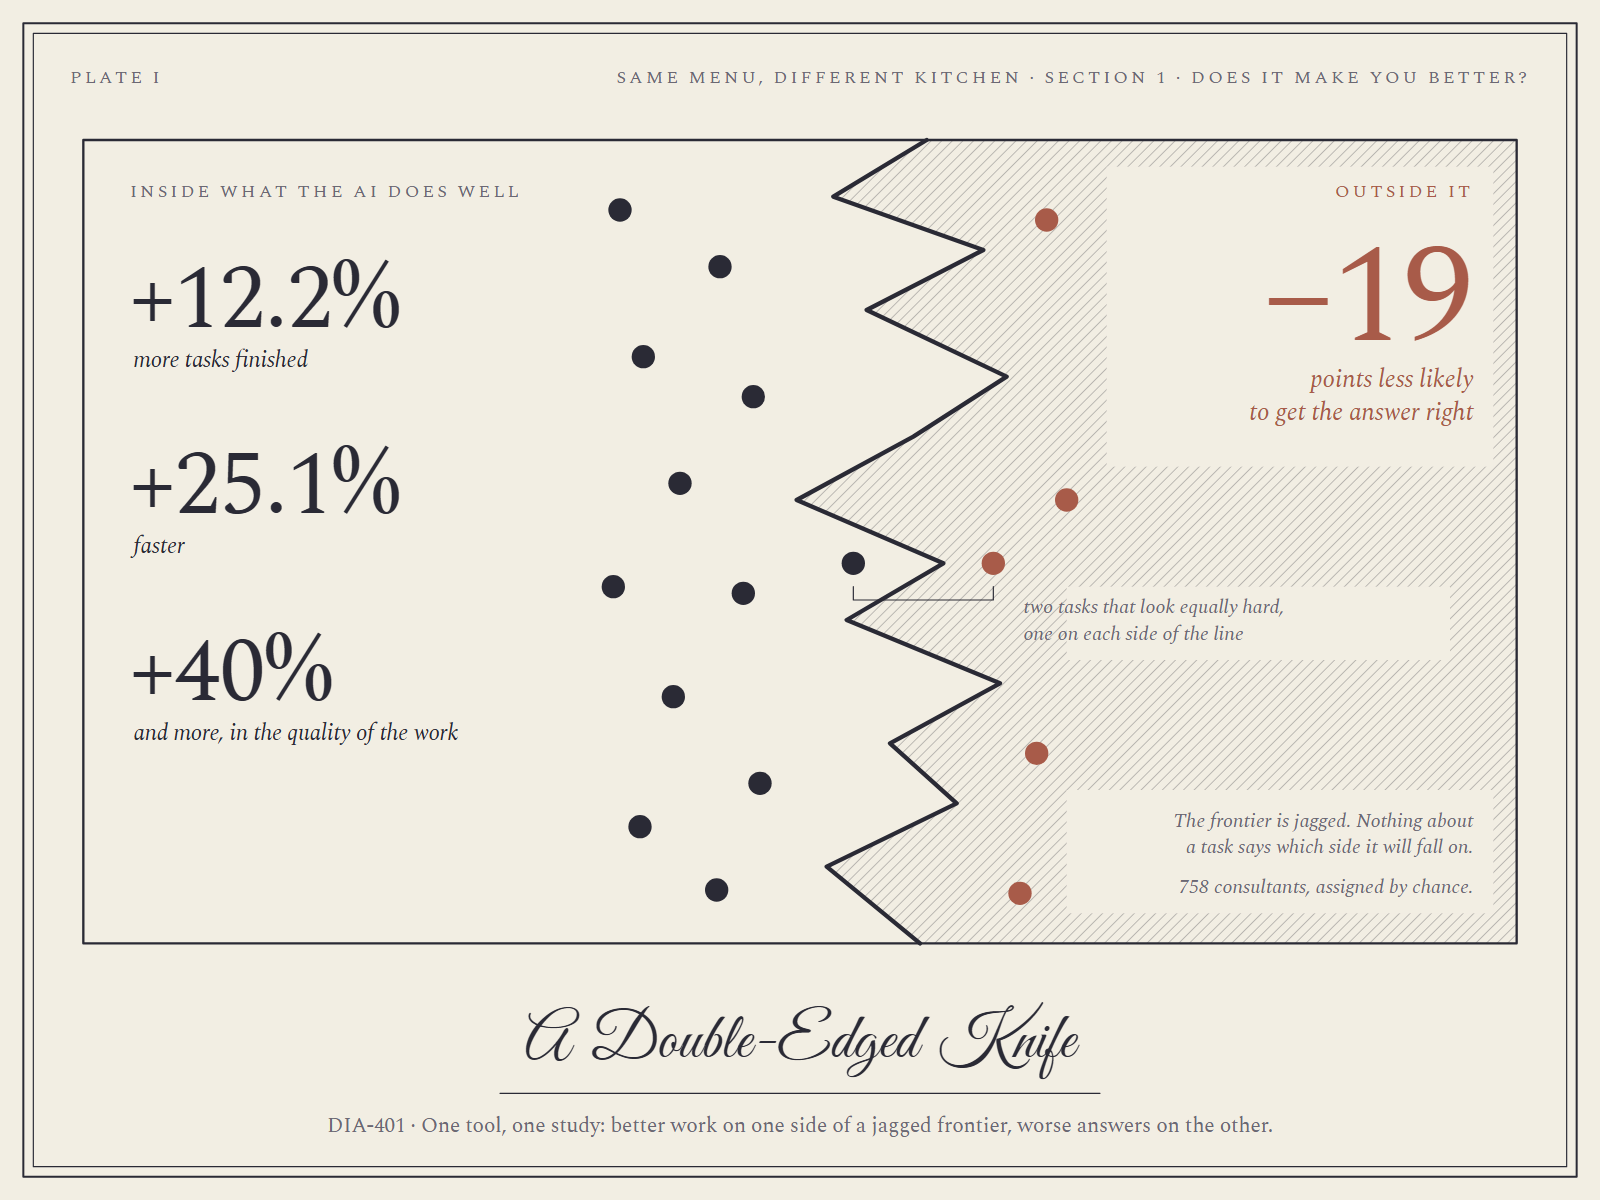 PLATE I
SAME MENU, DIFFERENT KITCHEN · SECTION 1 · DOES IT MAKE YOU BETTER?
INSIDE WHAT THE AI DOES WELL
+12.2%
more tasks finished
+25.1%
faster
+40%
and more, in the quality of the work
OUTSIDE IT
−19
points less likely
to get the answer right
two tasks that look equally hard,
one on each side of the line
The frontier is jagged. Nothing about
a task says which side it will fall on.
758 consultants, assigned by chance.
A Double-Edged Knife
DIA-401 · One tool, one study: better work on one side of a jagged frontier, worse answers on the other.